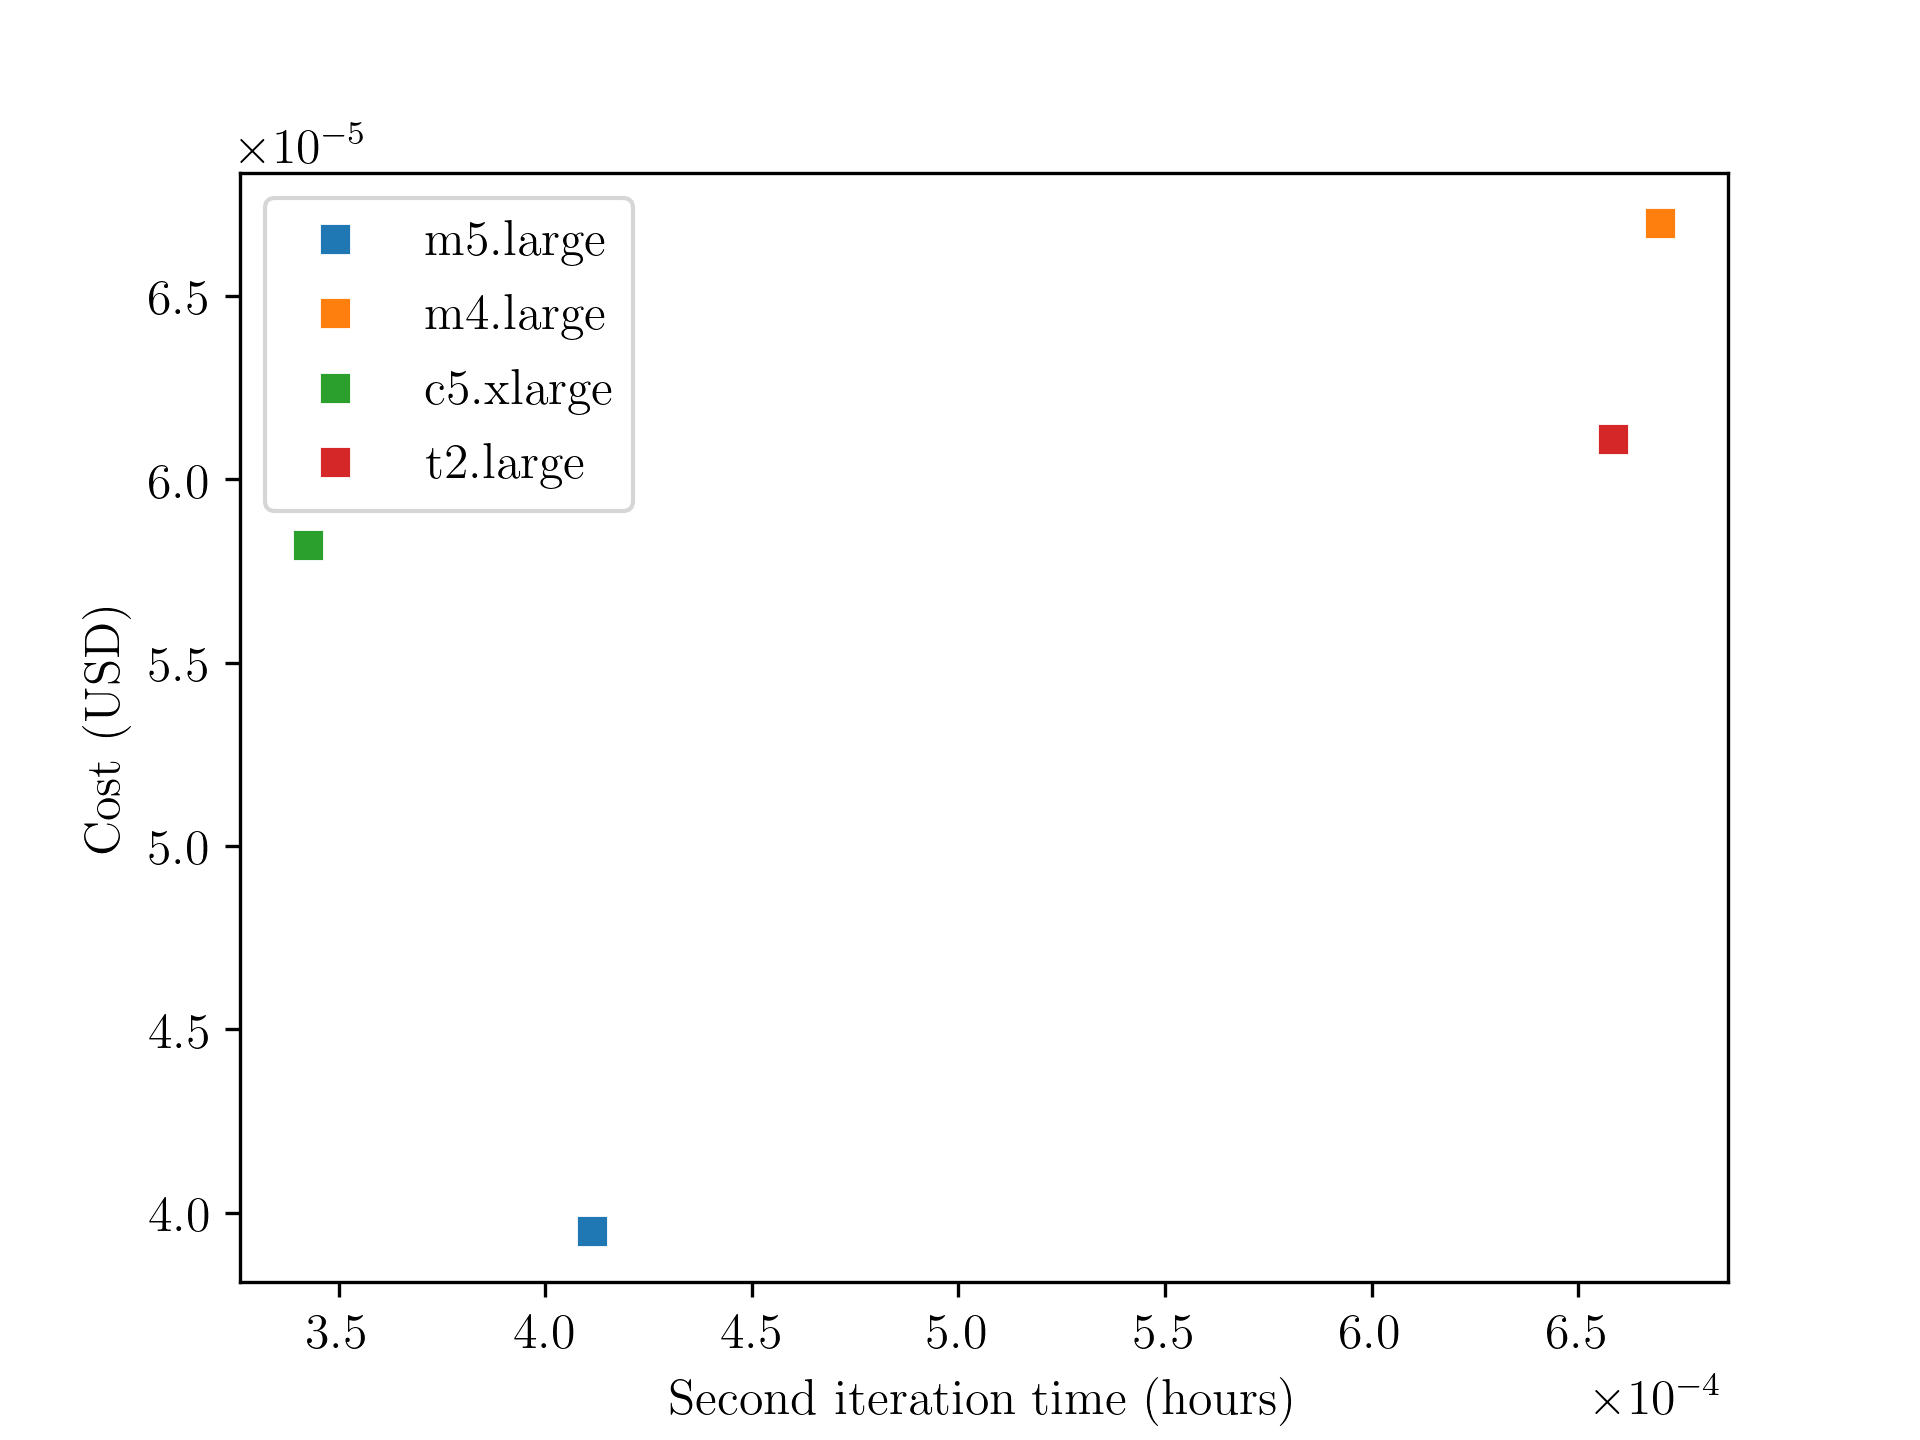 ×10⁻⁵
m5.large
m4.large
c5.xlarge
t2.large
6.5
6.0
5.5
5.0
4.5
4.0
Cost (USD)
3.5 4.0 4.5 5.0 5.5 6.0 6.5
Second iteration time (hours)
×10⁻⁴